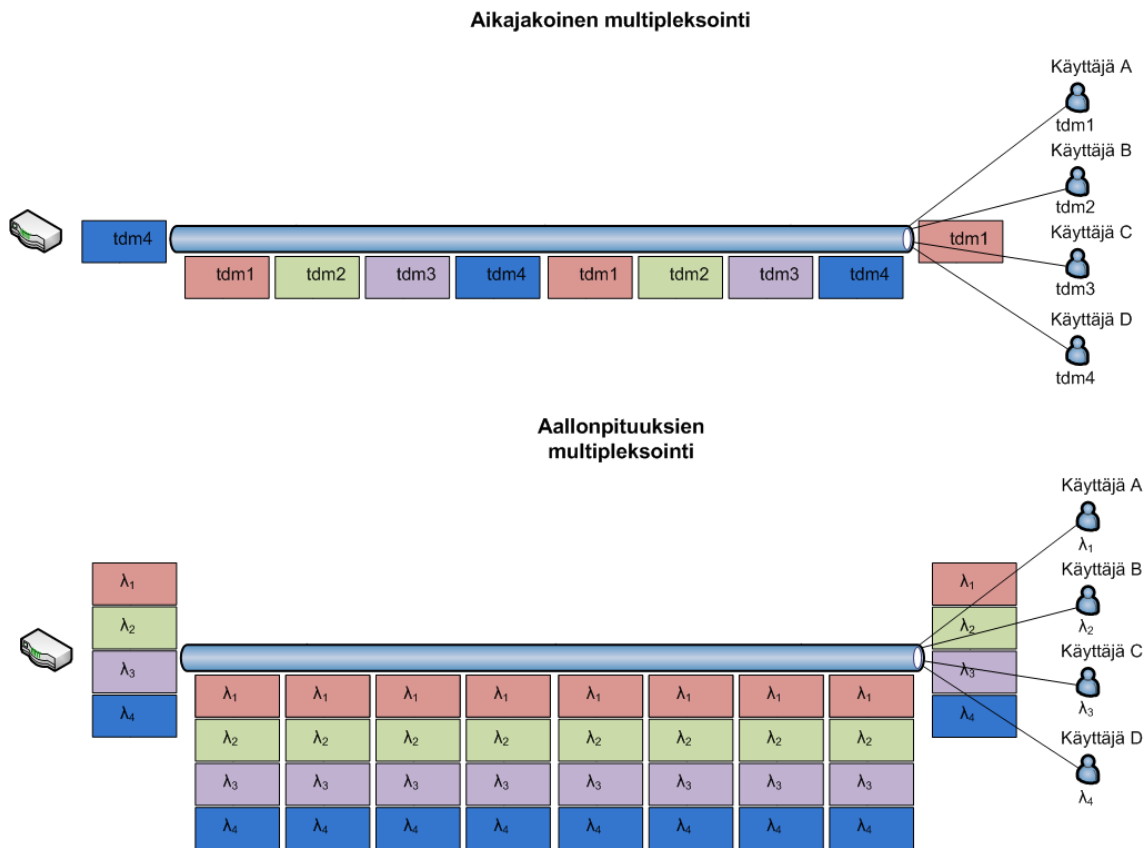 Aikajakoinen multipleksointi
Käyttäjä A
tdm1
Käyttäjä B
tdm2
Käyttäjä C
tdm3
Käyttäjä D
tdm4
tdm4
tdm1
tdm1 tdm2 tdm3 tdm4 tdm1 tdm2 tdm3 tdm4
Aallonpituuksien
multipleksointi
Käyttäjä A
λ₁
Käyttäjä B
λ₂
Käyttäjä C
λ₃
Käyttäjä D
λ₄
λ₁
λ₂
λ₃
λ₄
λ₁
λ₂
λ₃
λ₄
λ₁ λ₁ λ₁ λ₁ λ₁ λ₁ λ₁ λ₁
λ₂ λ₂ λ₂ λ₂ λ₂ λ₂ λ₂ λ₂
λ₃ λ₃ λ₃ λ₃ λ₃ λ₃ λ₃ λ₃
λ₄ λ₄ λ₄ λ₄ λ₄ λ₄ λ₄ λ₄